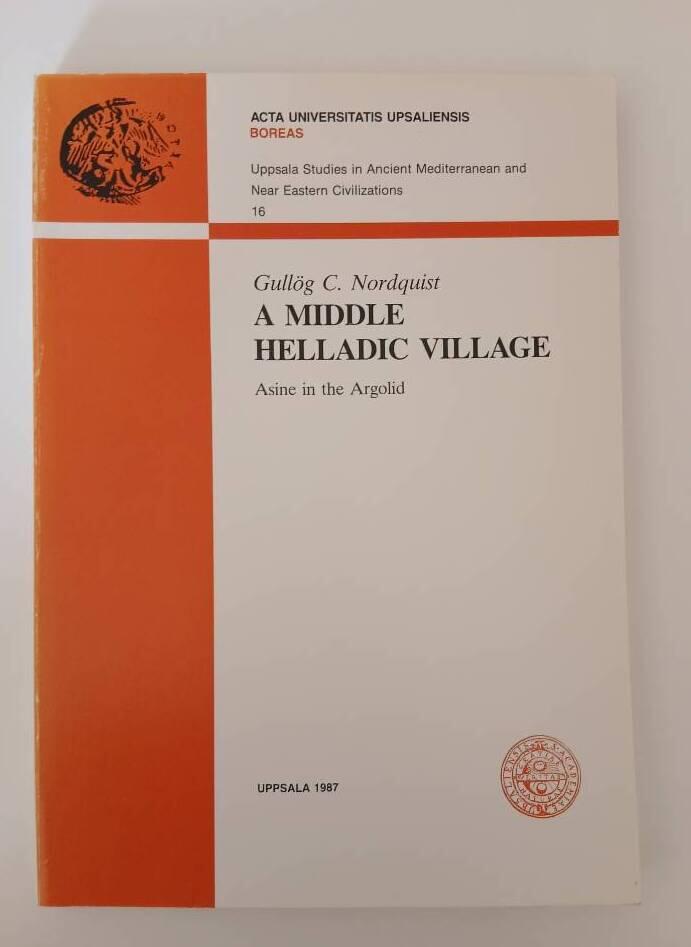 ACTA UNIVERSITATIS UPSALIENSIS
BOREAS
Uppsala Studies in Ancient Mediterranean and
Near Eastern Civilizations
16
Gullög C. Nordquist
A MIDDLE
HELLADIC VILLAGE
Asine in the Argolid
UPPSALA 1987